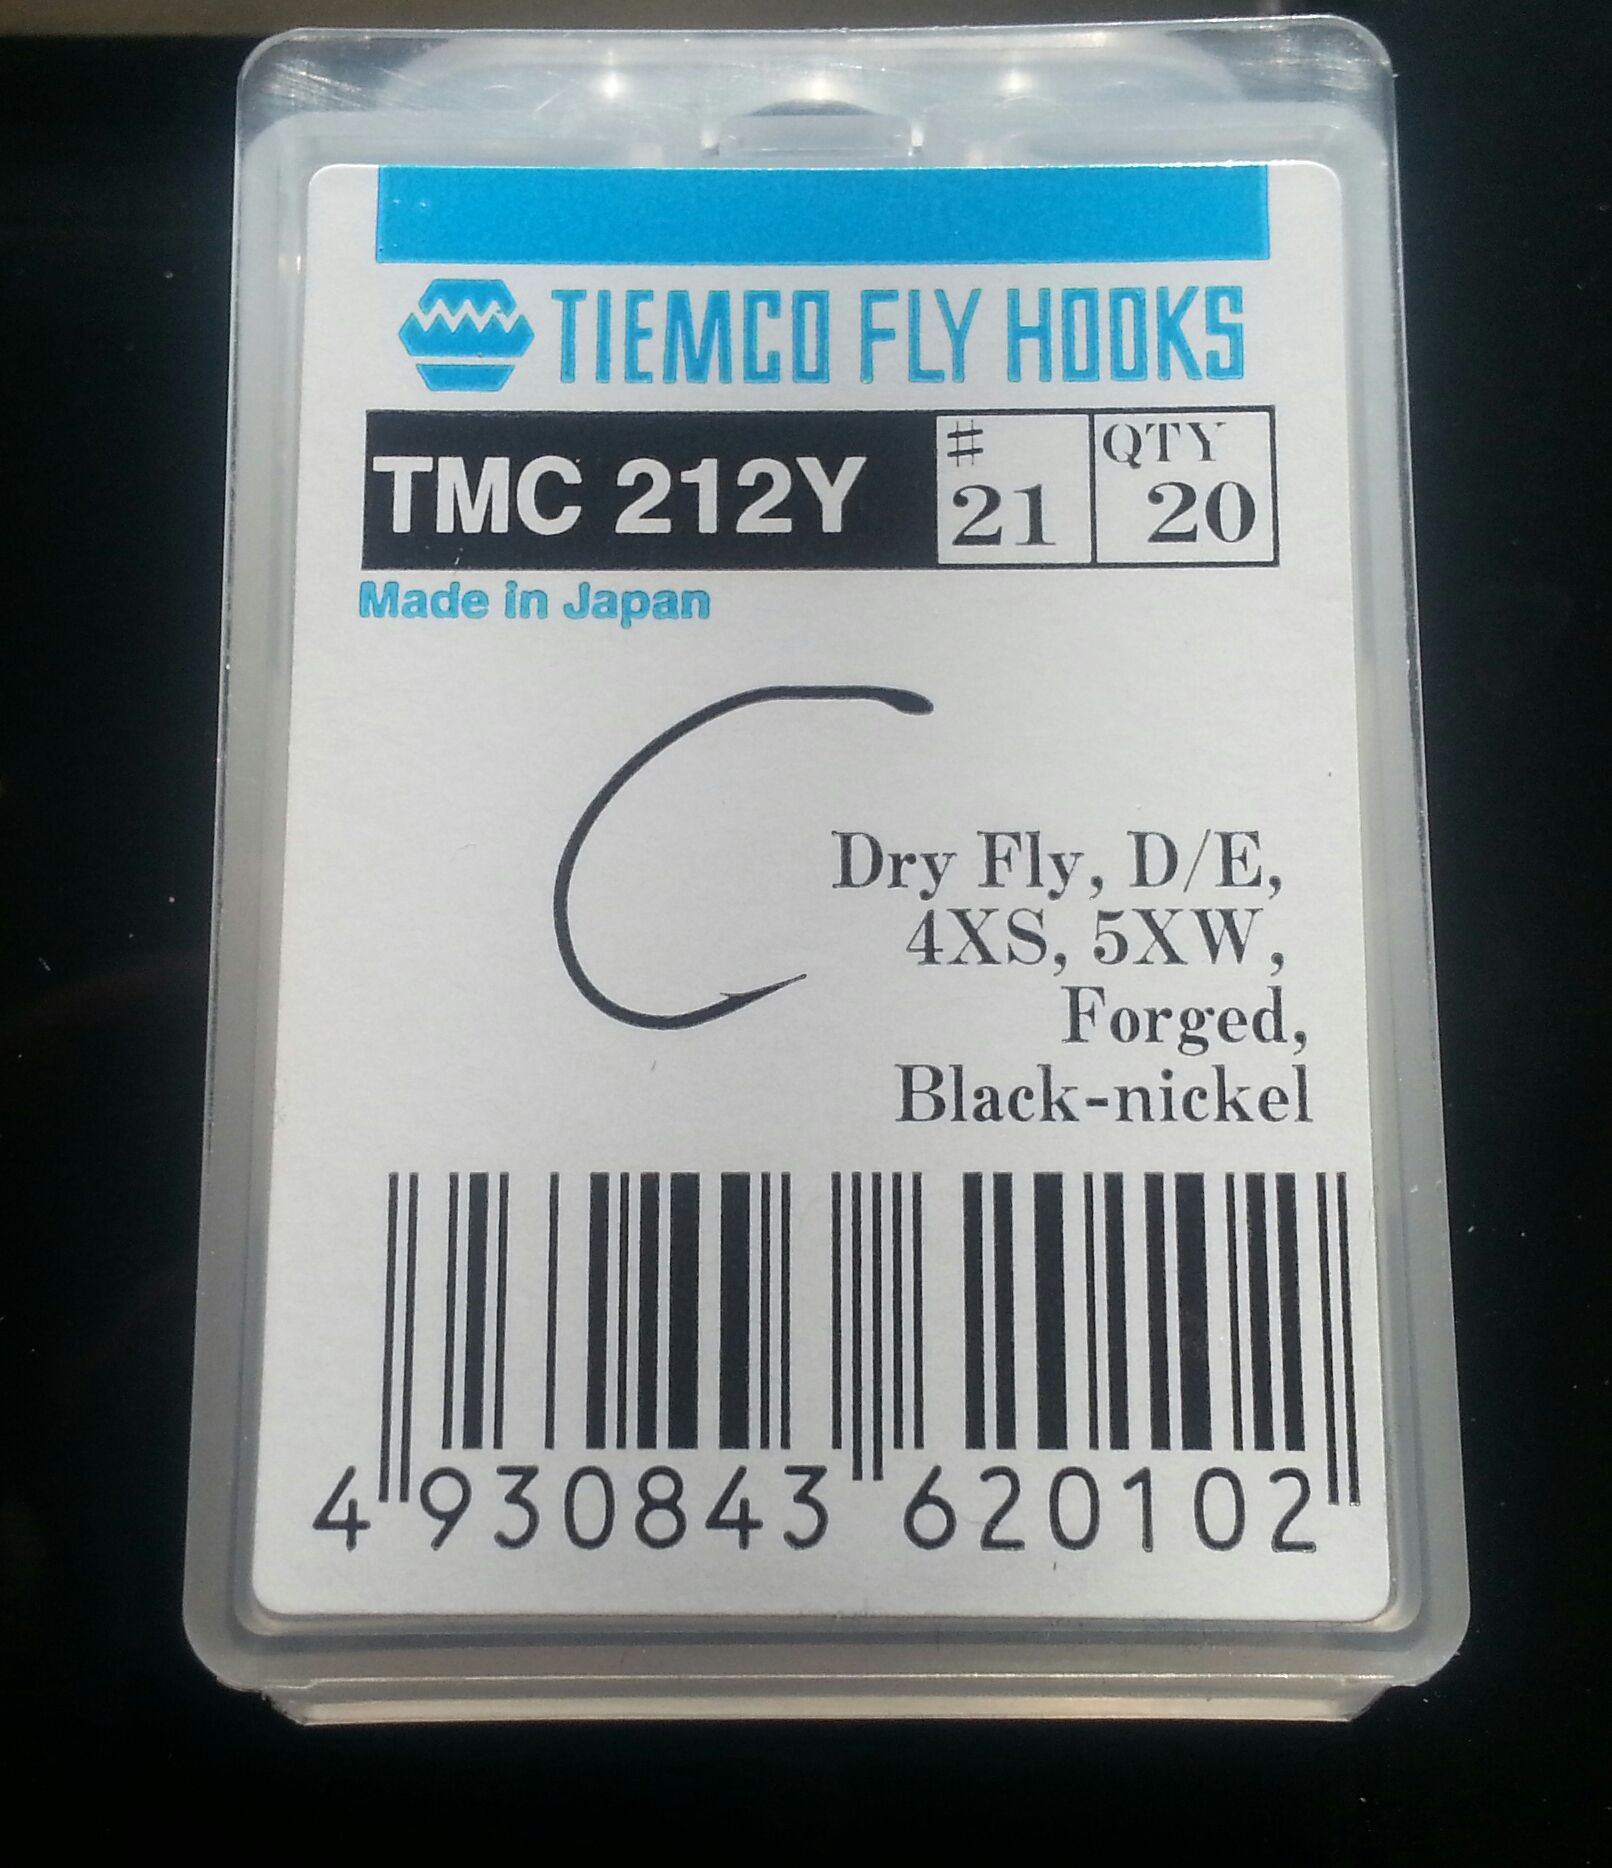 TIEMCO FLY HOOKS
TMC 212Y # 21 QTY 20
Made in Japan
Dry Fly, D/E,
4XS, 5XW,
Forged,
Black-nickel
4 930843 620102